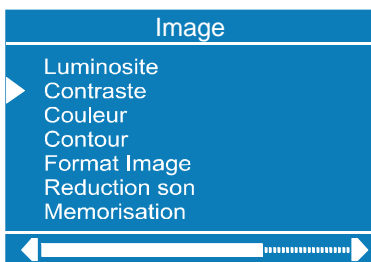 Image
Luminosite
Contraste
Couleur
Contour
Format Image
Reduction son
Memorisation